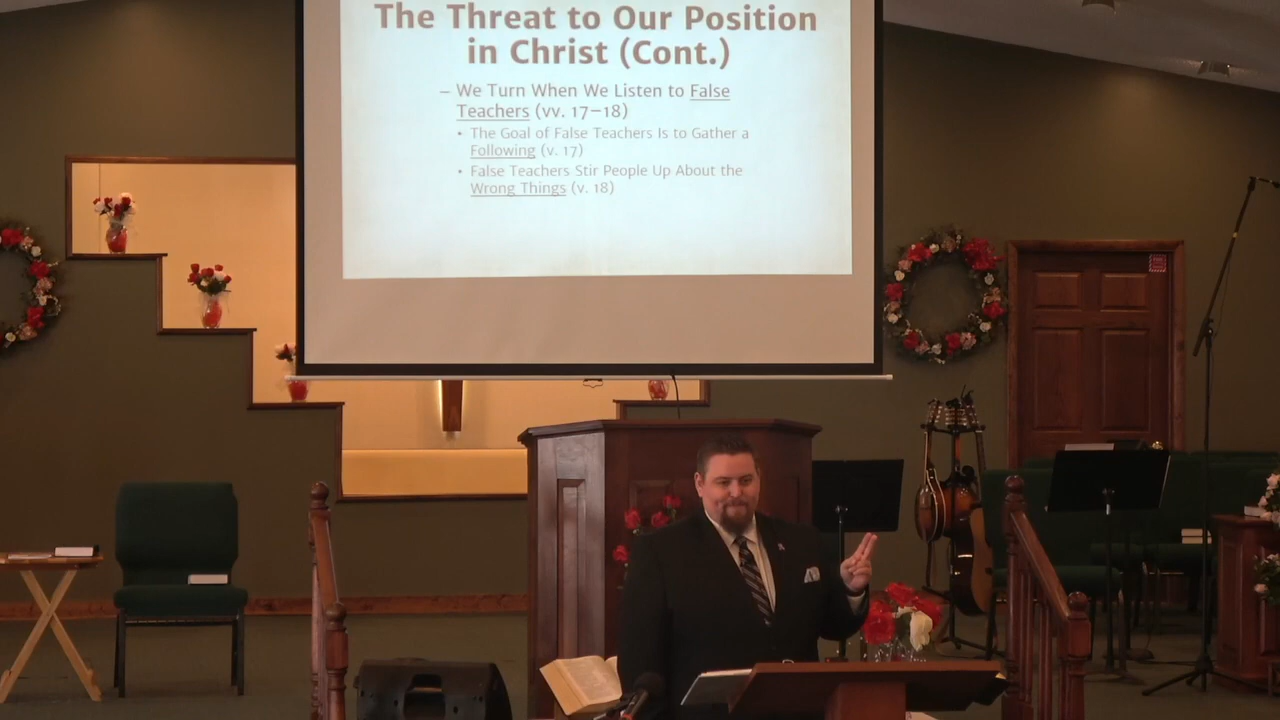 The Threat to Our Position
in Christ (Cont.)
– We Turn When We Listen to False
Teachers (vv. 17–18)
• The Goal of False Teachers Is to Gather a
Following (v. 17)
• False Teachers Stir People Up About the
Wrong Things (v. 18)